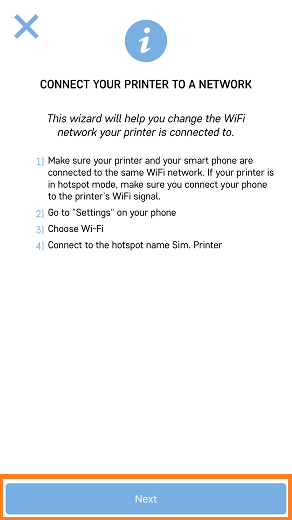 CONNECT YOUR PRINTER TO A NETWORK
This wizard will help you change the WiFi
network your printer is connected to.
1) Make sure your printer and your smart phone are
connected to the same WiFi network. If your printer is
in hotspot mode, make sure you connect your phone
to the printer's WiFi signal.
2) Go to "Settings" on your phone
3) Choose Wi-Fi
4) Connect to the hotspot name Sim. Printer
Next